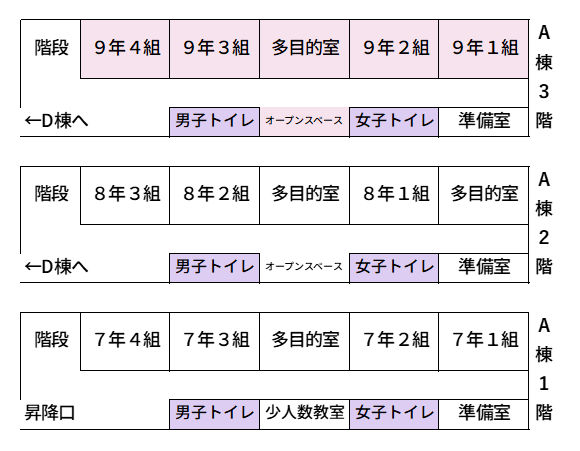 階段 ９年４組 ９年３組 多目的室 ９年２組 ９年１組
←D棟へ 男子トイレ オープンスペース 女子トイレ 準備室
A棟3階
階段 ８年３組 ８年２組 多目的室 ８年１組 多目的室
←D棟へ 男子トイレ オープンスペース 女子トイレ 準備室
A棟2階
階段 ７年４組 ７年３組 多目的室 ７年２組 ７年１組
昇降口 男子トイレ 少人数教室 女子トイレ 準備室
A棟1階